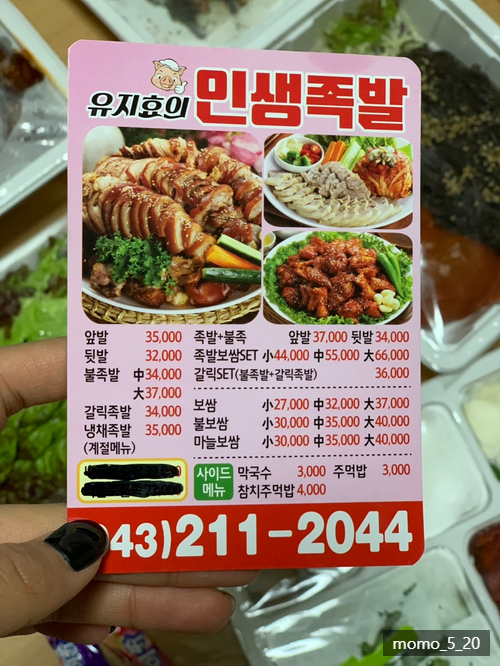 유지효의 인생족발
앞발 35,000
뒷발 32,000
불족발 中34,000
大37,000
갈릭족발 34,000
냉채족발 35,000
(계절메뉴)
족발+불족 앞발 37,000 뒷발 34,000
족발보쌈SET 小44,000 中55,000 大66,000
갈릭SET(불족발+갈릭족발) 36,000
보쌈 小27,000 中32,000 大37,000
불보쌈 小30,000 中35,000 大40,000
마늘보쌈 小30,000 中35,000 大40,000
사이드 메뉴
막국수 3,000 주먹밥 3,000
참치주먹밥 4,000
43)211-2044
momo_5_20